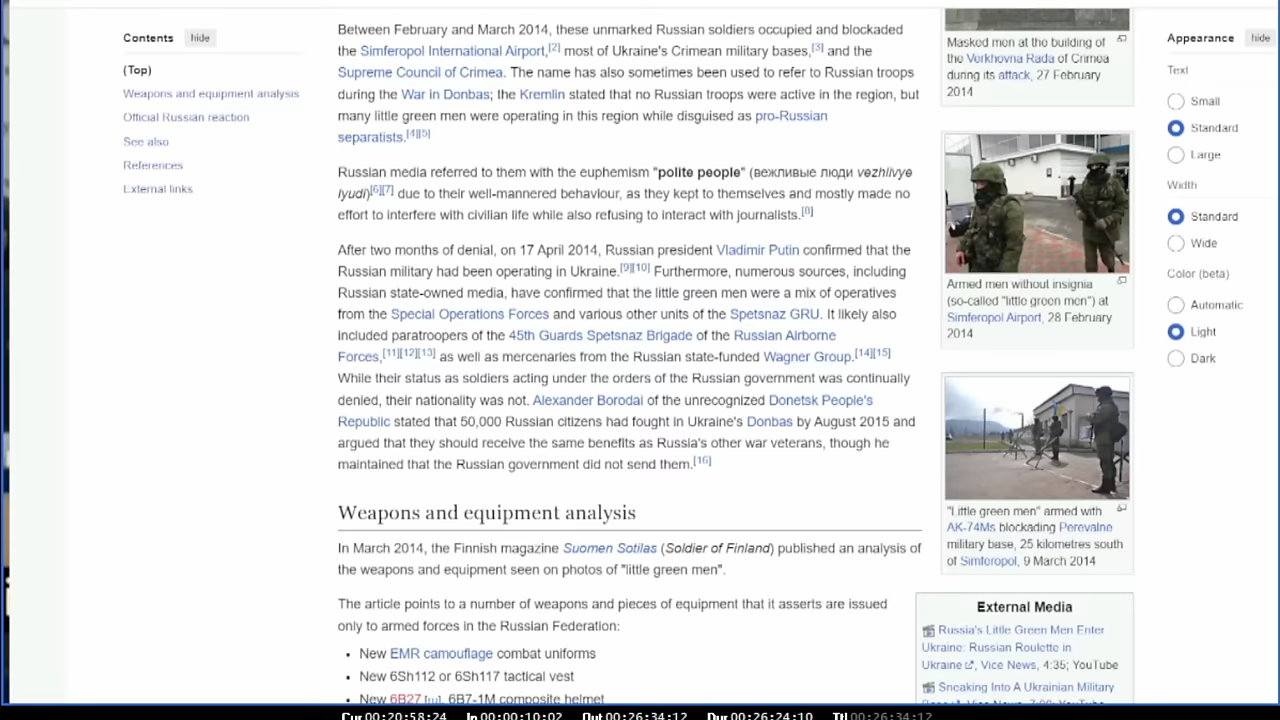 Contents hide
(Top)
Weapons and equipment analysis
Official Russian reaction
See also
References
External links
Between February and March 2014, these unmarked Russian soldiers occupied and blockaded
the Simferopol International Airport,[2] most of Ukraine's Crimean military bases,[3] and the
Supreme Council of Crimea. The name has also sometimes been used to refer to Russian troops
during the War in Donbas; the Kremlin stated that no Russian troops were active in the region, but
many little green men were operating in this region while disguised as pro-Russian
separatists.[4][5]
Russian media referred to them with the euphemism "polite people" (вежливые люди vezhlivye
lyudi)[6][7] due to their well-mannered behaviour, as they kept to themselves and mostly made no
effort to interfere with civilian life while also refusing to interact with journalists.[8]
After two months of denial, on 17 April 2014, Russian president Vladimir Putin confirmed that the
Russian military had been operating in Ukraine.[9][10] Furthermore, numerous sources, including
Russian state-owned media, have confirmed that the little green men were a mix of operatives
from the Special Operations Forces and various other units of the Spetsnaz GRU. It likely also
included paratroopers of the 45th Guards Spetsnaz Brigade of the Russian Airborne
Forces,[11][12][13] as well as mercenaries from the Russian state-funded Wagner Group.[14][15]
While their status as soldiers acting under the orders of the Russian government was continually
denied, their nationality was not. Alexander Borodai of the unrecognized Donetsk People's
Republic stated that 50,000 Russian citizens had fought in Ukraine's Donbas by August 2015 and
argued that they should receive the same benefits as Russia's other war veterans, though he
maintained that the Russian government did not send them.[16]
Weapons and equipment analysis
In March 2014, the Finnish magazine Suomen Sotilas (Soldier of Finland) published an analysis of
the weapons and equipment seen on photos of "little green men".
The article points to a number of weapons and pieces of equipment that it asserts are issued
only to armed forces in the Russian Federation:
• New EMR camouflage combat uniforms
• New 6Sh112 or 6Sh117 tactical vest
• New 6B27 [ru], 6B7-1M composite helmet
Masked men at the building of
the Verkhovna Rada of Crimea
during its attack, 27 February
2014
Armed men without insignia
(so-called "little green men") at
Simferopol Airport, 28 February
2014
"Little green men" armed with
AK-74Ms blockading Perevalne
military base, 25 kilometres south
of Simferopol, 9 March 2014
External Media
Russia's Little Green Men Enter
Ukraine: Russian Roulette in
Ukraine, Vice News, 4:35; YouTube
Sneaking Into A Ukrainian Military
Appearance hide
Text
Small
Standard
Large
Width
Standard
Wide
Color (beta)
Automatic
Light
Dark
Cur 00:20:58:24 In 00:00:10:02 Out 00:26:34:12 Dur 00:26:24:10 Ttl 00:26:34:12